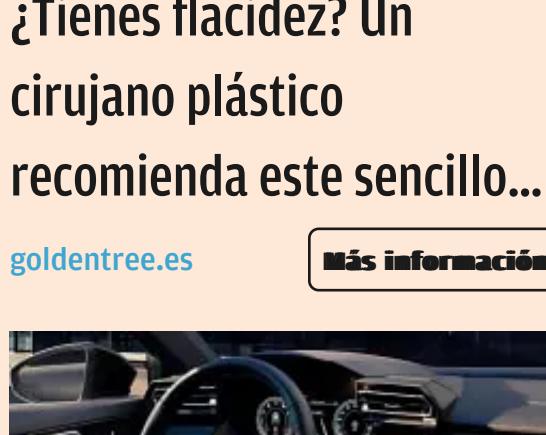 ¿Tienes flacidez? Un
cirujano plástico
recomienda este sencillo...
goldentree.es
Más información